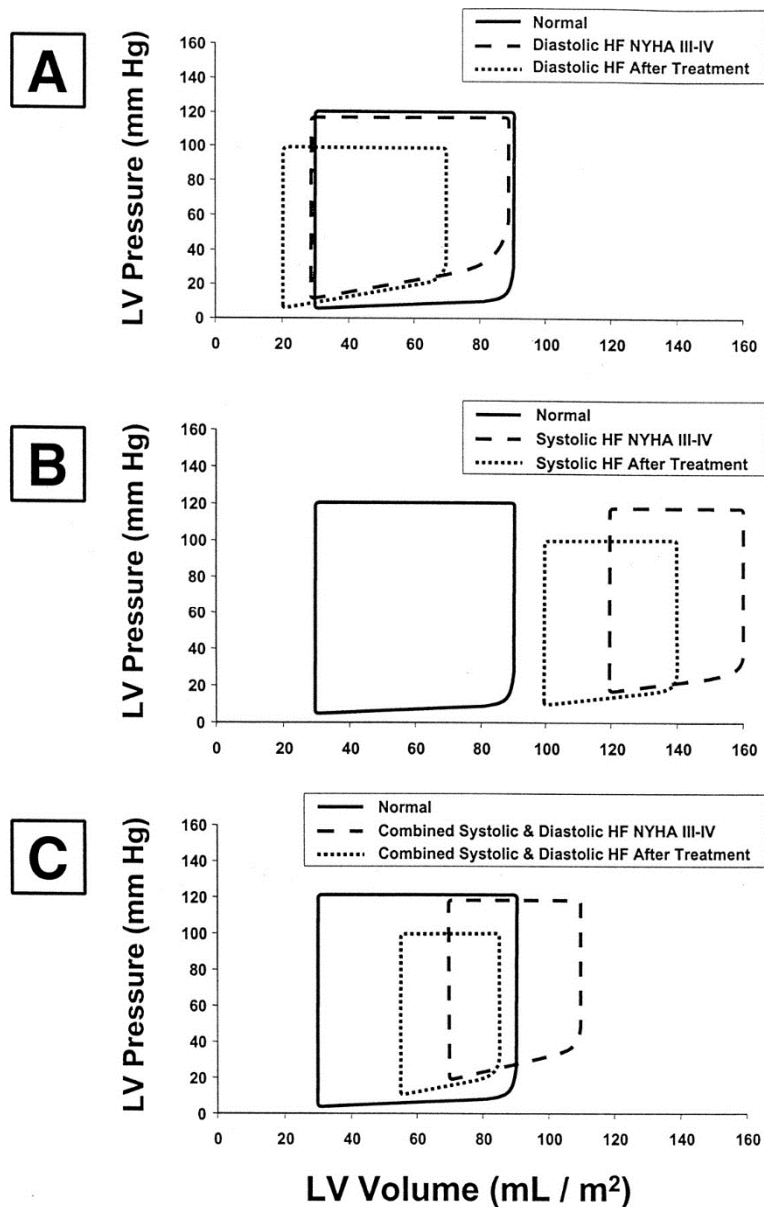 A
Normal
Diastolic HF NYHA III-IV
Diastolic HF After Treatment
LV Pressure (mm Hg)
160
140
120
100
80
60
40
20
0
0 20 40 60 80 100 120 140 160
B
Normal
Systolic HF NYHA III-IV
Systolic HF After Treatment
LV Pressure (mm Hg)
160
140
120
100
80
60
40
20
0
0 20 40 60 80 100 120 140 160
C
Normal
Combined Systolic & Diastolic HF NYHA III-IV
Combined Systolic & Diastolic HF After Treatment
LV Pressure (mm Hg)
160
140
120
100
80
60
40
20
0
0 20 40 60 80 100 120 140 160
LV Volume (mL / m²)